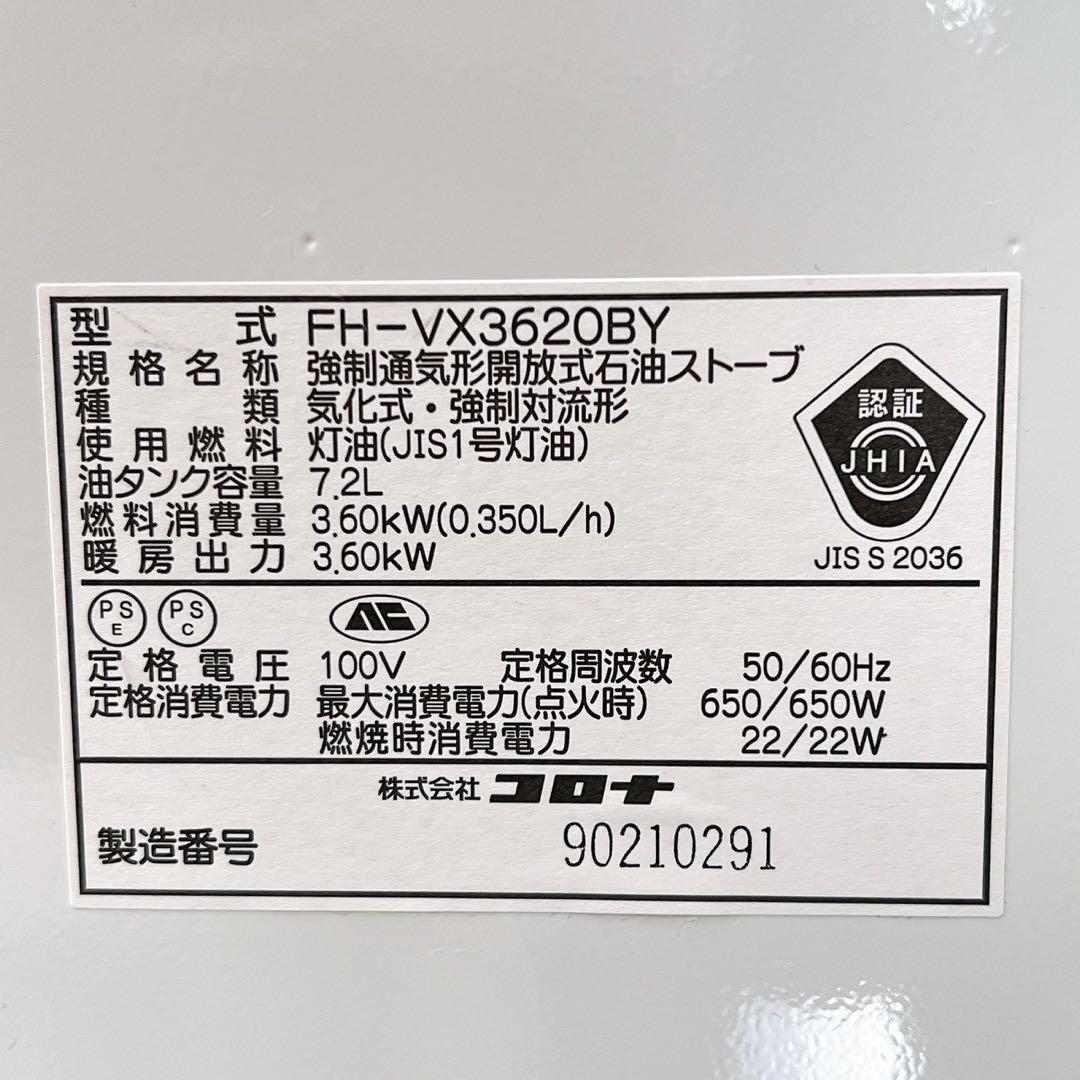 型式 FH-VX3620BY
規格名称 強制通気形開放式石油ストーブ
種類 気化式・強制対流形
使用燃料 灯油(JIS1号灯油)
油タンク容量 7.2L
燃料消費量 3.60kW(0.350L/h)
暖房出力 3.60kW
認証
JHIA
JIS S 2036
PS E PS C
定格電圧 100V 定格周波数 50/60Hz
定格消費電力 最大消費電力(点火時) 650/650W
燃焼時消費電力 22/22W
株式会社 コロナ
製造番号 90210291